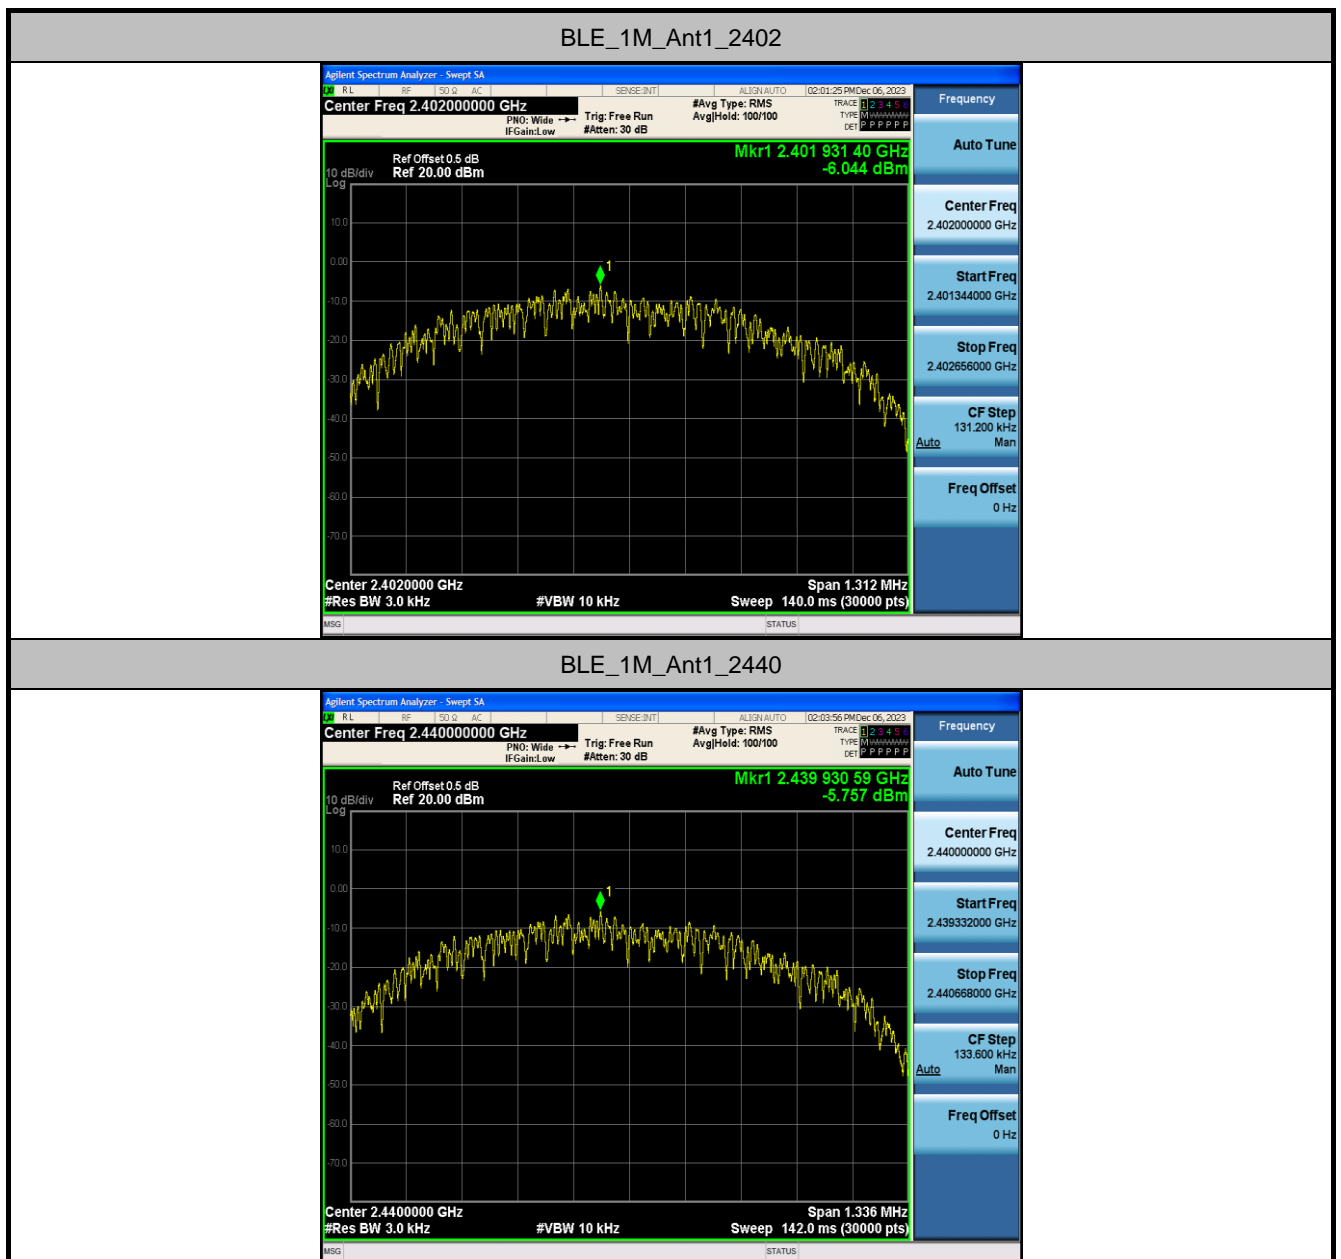 BLE_1M_Ant1_2402
Agilent Spectrum Analyzer - Swept SA
RL RF 50 Ω AC SENSE:INT ALIGN AUTO 02:01:25 PM Dec 06, 2023
Center Freq 2.402000000 GHz #Avg Type: RMS TRACE 1 2 3 4 5 6
PNO: Wide Trig: Free Run Avg|Hold: 100/100 TYPE M
IFGain:Low #Atten: 30 dB DET P P P P P P
Mkr1 2.401 931 40 GHz
-6.044 dBm
Ref Offset 0.5 dB
10 dB/div Ref 20.00 dBm
Log
10.0
0.00
-10.0
-20.0
-30.0
-40.0
-50.0
-60.0
-70.0
1
Center 2.4020000 GHz Span 1.312 MHz
#Res BW 3.0 kHz #VBW 10 kHz Sweep 140.0 ms (30000 pts)
MSG STATUS
Frequency
Auto Tune
Center Freq
2.402000000 GHz
Start Freq
2.401344000 GHz
Stop Freq
2.402656000 GHz
CF Step
131.200 kHz
Auto Man
Freq Offset
0 Hz
BLE_1M_Ant1_2440
Agilent Spectrum Analyzer - Swept SA
RL RF 50 Ω AC SENSE:INT ALIGN AUTO 02:03:56 PM Dec 06, 2023
Center Freq 2.440000000 GHz #Avg Type: RMS TRACE 1 2 3 4 5 6
PNO: Wide Trig: Free Run Avg|Hold: 100/100 TYPE M
IFGain:Low #Atten: 30 dB DET P P P P P P
Mkr1 2.439 930 59 GHz
-5.757 dBm
Ref Offset 0.5 dB
10 dB/div Ref 20.00 dBm
Log
10.0
0.00
-10.0
-20.0
-30.0
-40.0
-50.0
-60.0
-70.0
1
Center 2.4400000 GHz Span 1.336 MHz
#Res BW 3.0 kHz #VBW 10 kHz Sweep 142.0 ms (30000 pts)
MSG STATUS
Frequency
Auto Tune
Center Freq
2.440000000 GHz
Start Freq
2.439332000 GHz
Stop Freq
2.440668000 GHz
CF Step
133.600 kHz
Auto Man
Freq Offset
0 Hz